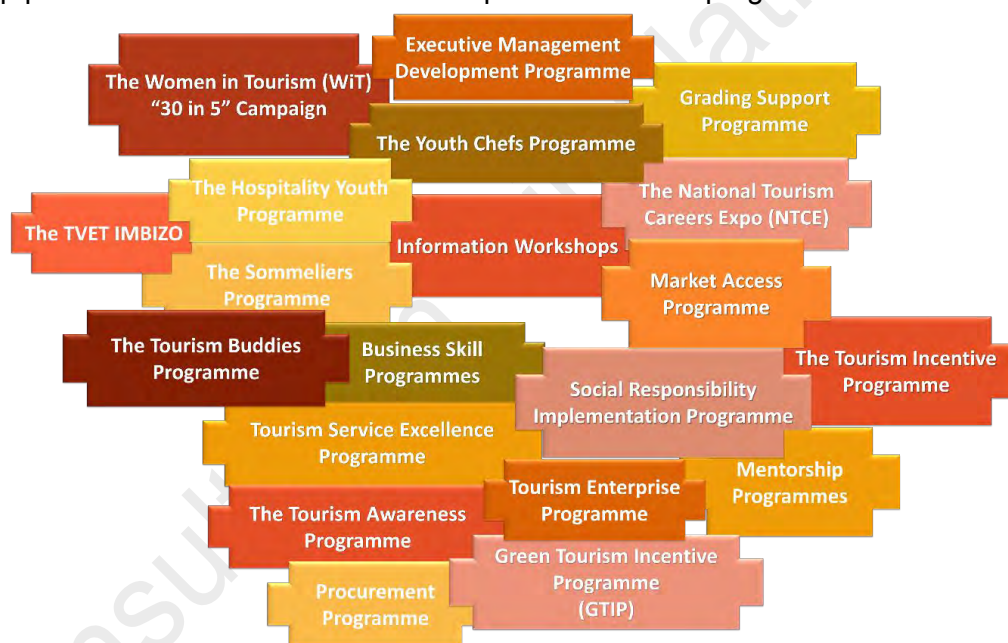 Executive Management
Development Programme
The Women in Tourism (WiT)
“30 in 5” Campaign
Grading Support
Programme
The Youth Chefs Programme
The Hospitality Youth
Programme
The National Tourism
Careers Expo (NTCE)
The TVET IMBIZO
Information Workshops
The Sommeliers
Programme
Market Access
Programme
The Tourism Buddies
Programme
Business Skill
Programmes
The Tourism Incentive
Programme
Social Responsibility
Implementation Programme
Tourism Service Excellence
Programme
Mentorship
Programmes
Tourism Enterprise
Programme
The Tourism Awareness
Programme
Green Tourism Incentive
Programme
(GTIP)
Procurement
Programme